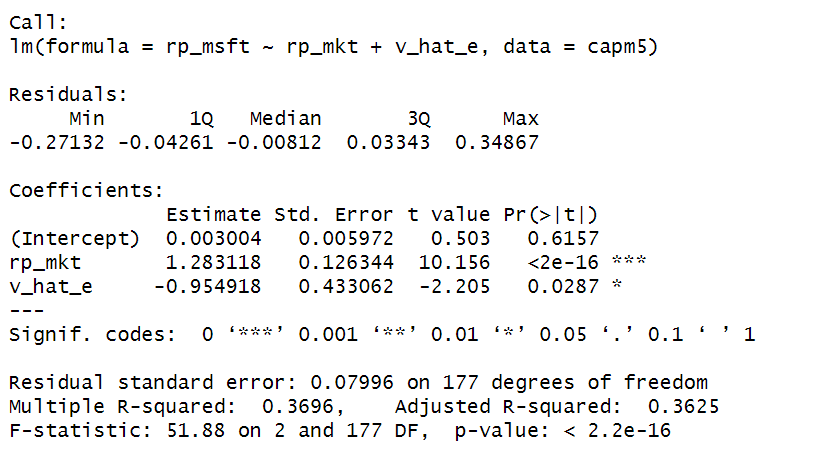 Call:
lm(formula = rp_msft ~ rp_mkt + v_hat_e, data = capm5)
Residuals:
     Min       1Q   Median       3Q      Max
-0.27132 -0.04261 -0.00812  0.03343  0.34867
Coefficients:
             Estimate Std. Error t value Pr(>|t|)
(Intercept)  0.003004   0.005972   0.503   0.6157
rp_mkt       1.283118   0.126344  10.156   <2e-16 ***
v_hat_e     -0.954918   0.433062  -2.205   0.0287 *
---
Signif. codes:  0 ‘***’ 0.001 ‘**’ 0.01 ‘*’ 0.05 ‘.’ 0.1 ‘ ’ 1
Residual standard error: 0.07996 on 177 degrees of freedom
Multiple R-squared:  0.3696,    Adjusted R-squared:  0.3625
F-statistic: 51.88 on 2 and 177 DF,  p-value: < 2.2e-16